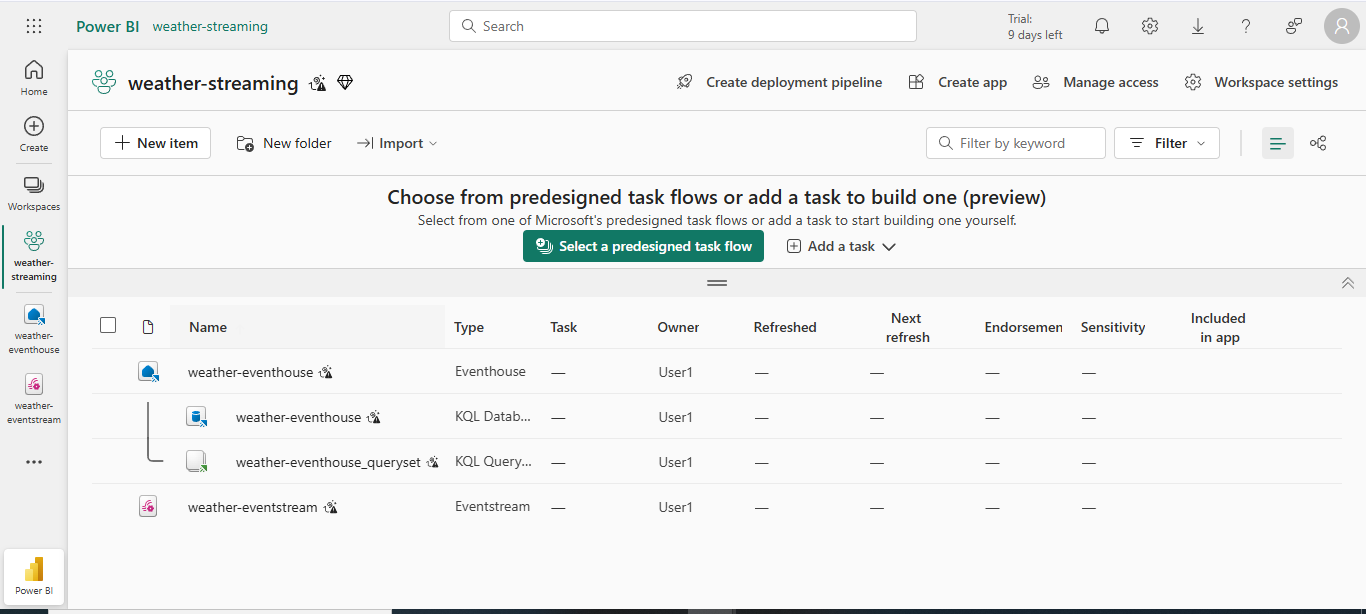 Power BI weather-streaming Search Trial:
9 days left
Home
Create
Workspaces
weather-
streaming
weather-
eventhouse
weather-
eventstream
Power BI
weather-streaming Create deployment pipeline Create app Manage access Workspace settings
New item New folder Import Filter by keyword Filter
Choose from predesigned task flows or add a task to build one (preview)
Select from one of Microsoft's predesigned task flows or add a task to start building one yourself.
Select a predesigned task flow Add a task
Name Type Task Owner Refreshed Next
refresh Endorsemen Sensitivity Included
in app
weather-eventhouse Eventhouse — User1 — — — —
weather-eventhouse KQL Datab... — User1 — — — —
weather-eventhouse_queryset KQL Query... — User1 — — — —
weather-eventstream Eventstream — User1 — — — —